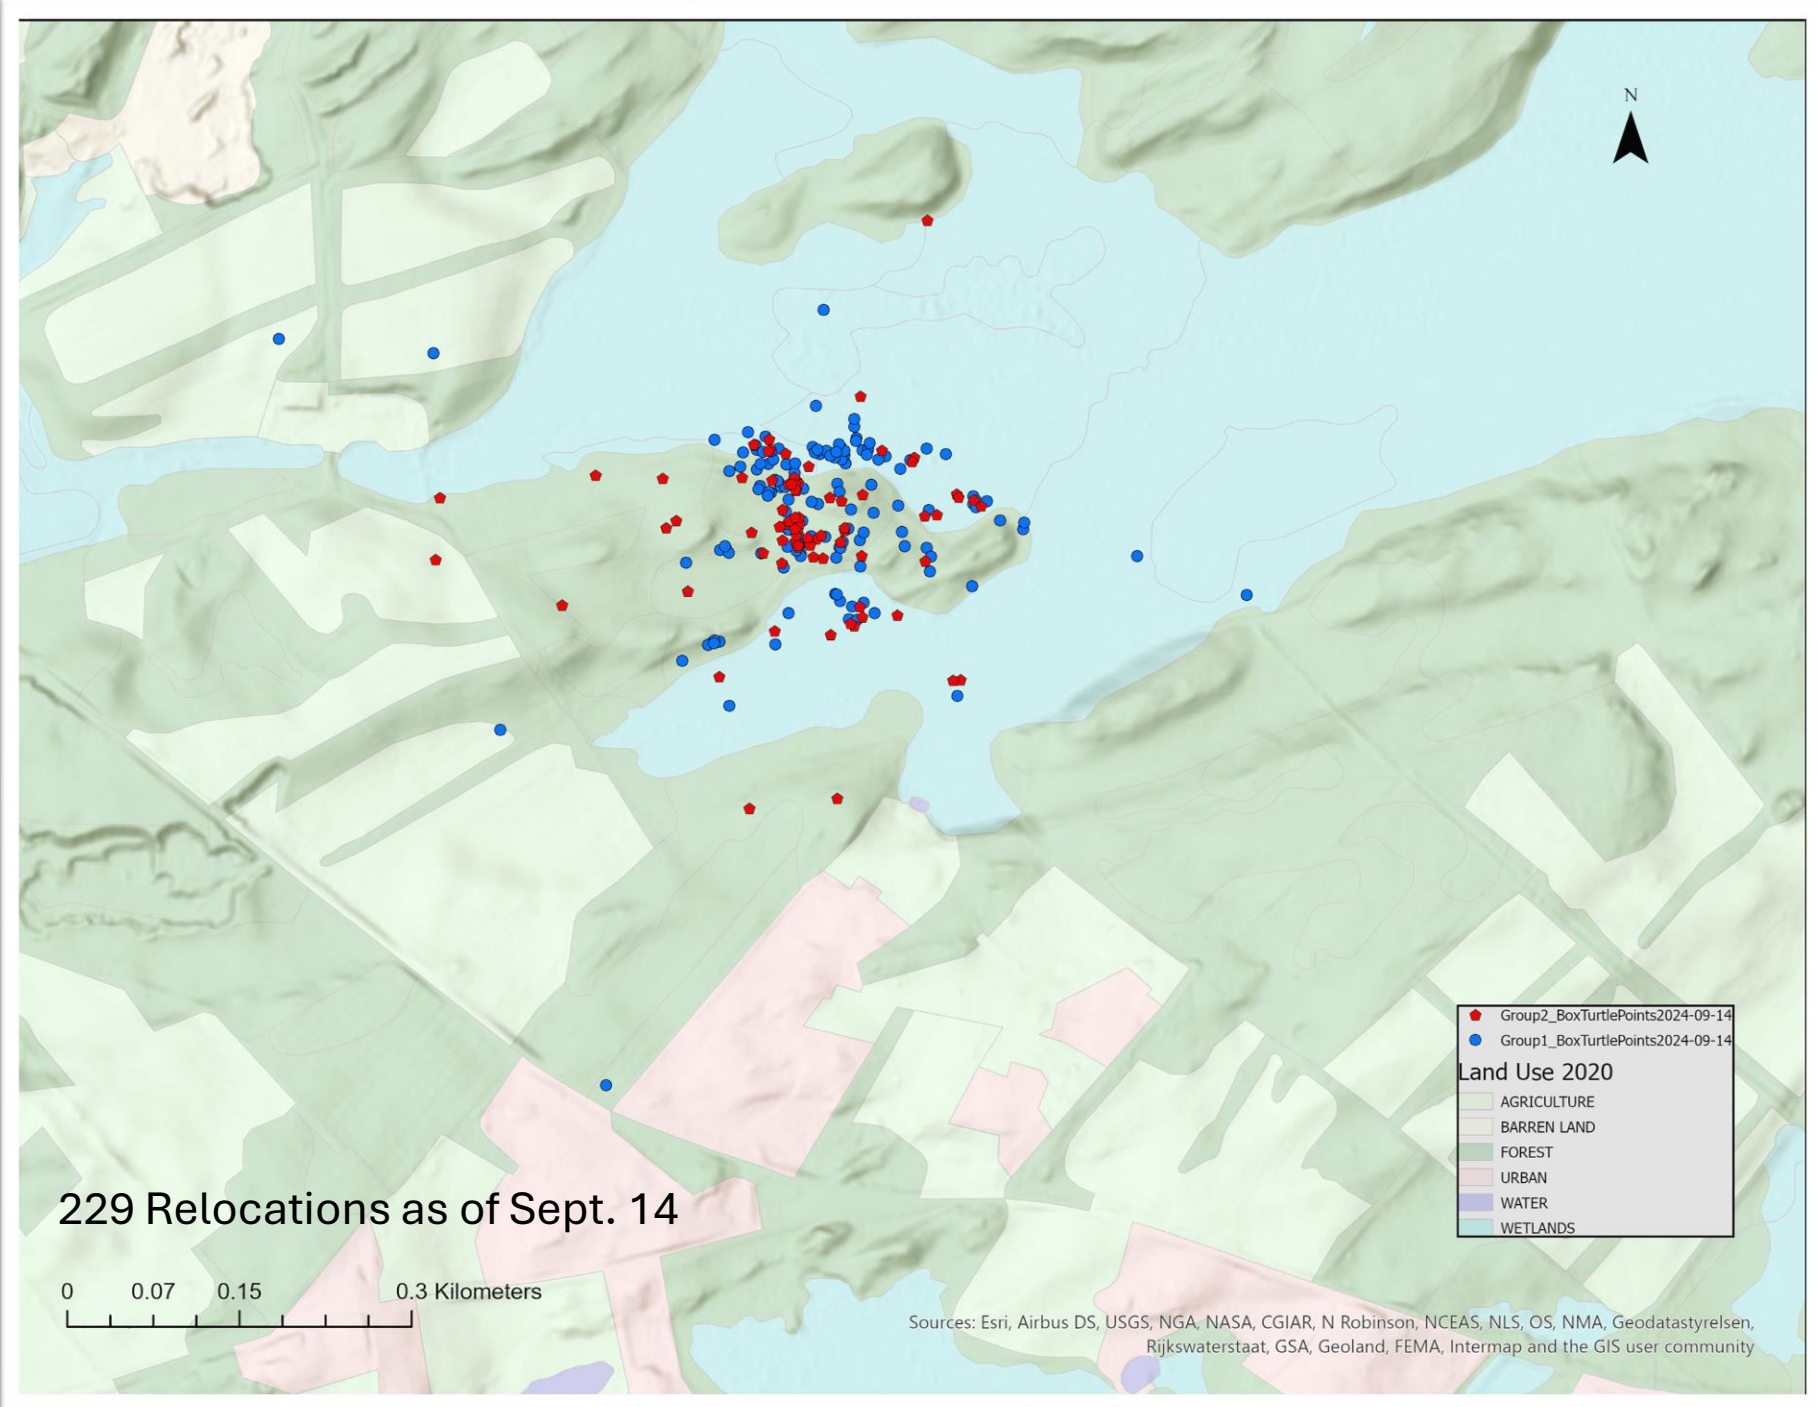 N
Group2_BoxTurtlePoints2024-09-14
Group1_BoxTurtlePoints2024-09-14
Land Use 2020
AGRICULTURE
BARREN LAND
FOREST
URBAN
WATER
WETLANDS
229 Relocations as of Sept. 14
0 0.07 0.15 0.3 Kilometers
Sources: Esri, Airbus DS, USGS, NGA, NASA, CGIAR, N Robinson, NCEAS, NLS, OS, NMA, Geodatastyrelsen,
Rijkswaterstaat, GSA, Geoland, FEMA, Intermap and the GIS user community